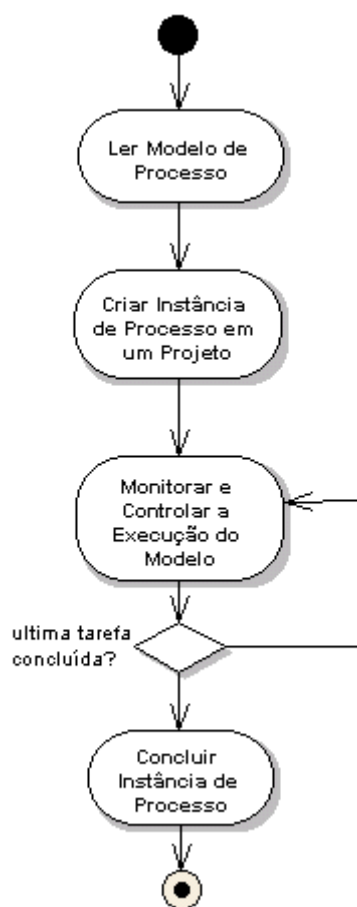 Ler Modelo de
Processo
Criar Instância
de Processo em
um Projeto
Monitorar e
Controlar a
Execução do
Modelo
ultima tarefa
concluída?
Concluir
Instância de
Processo